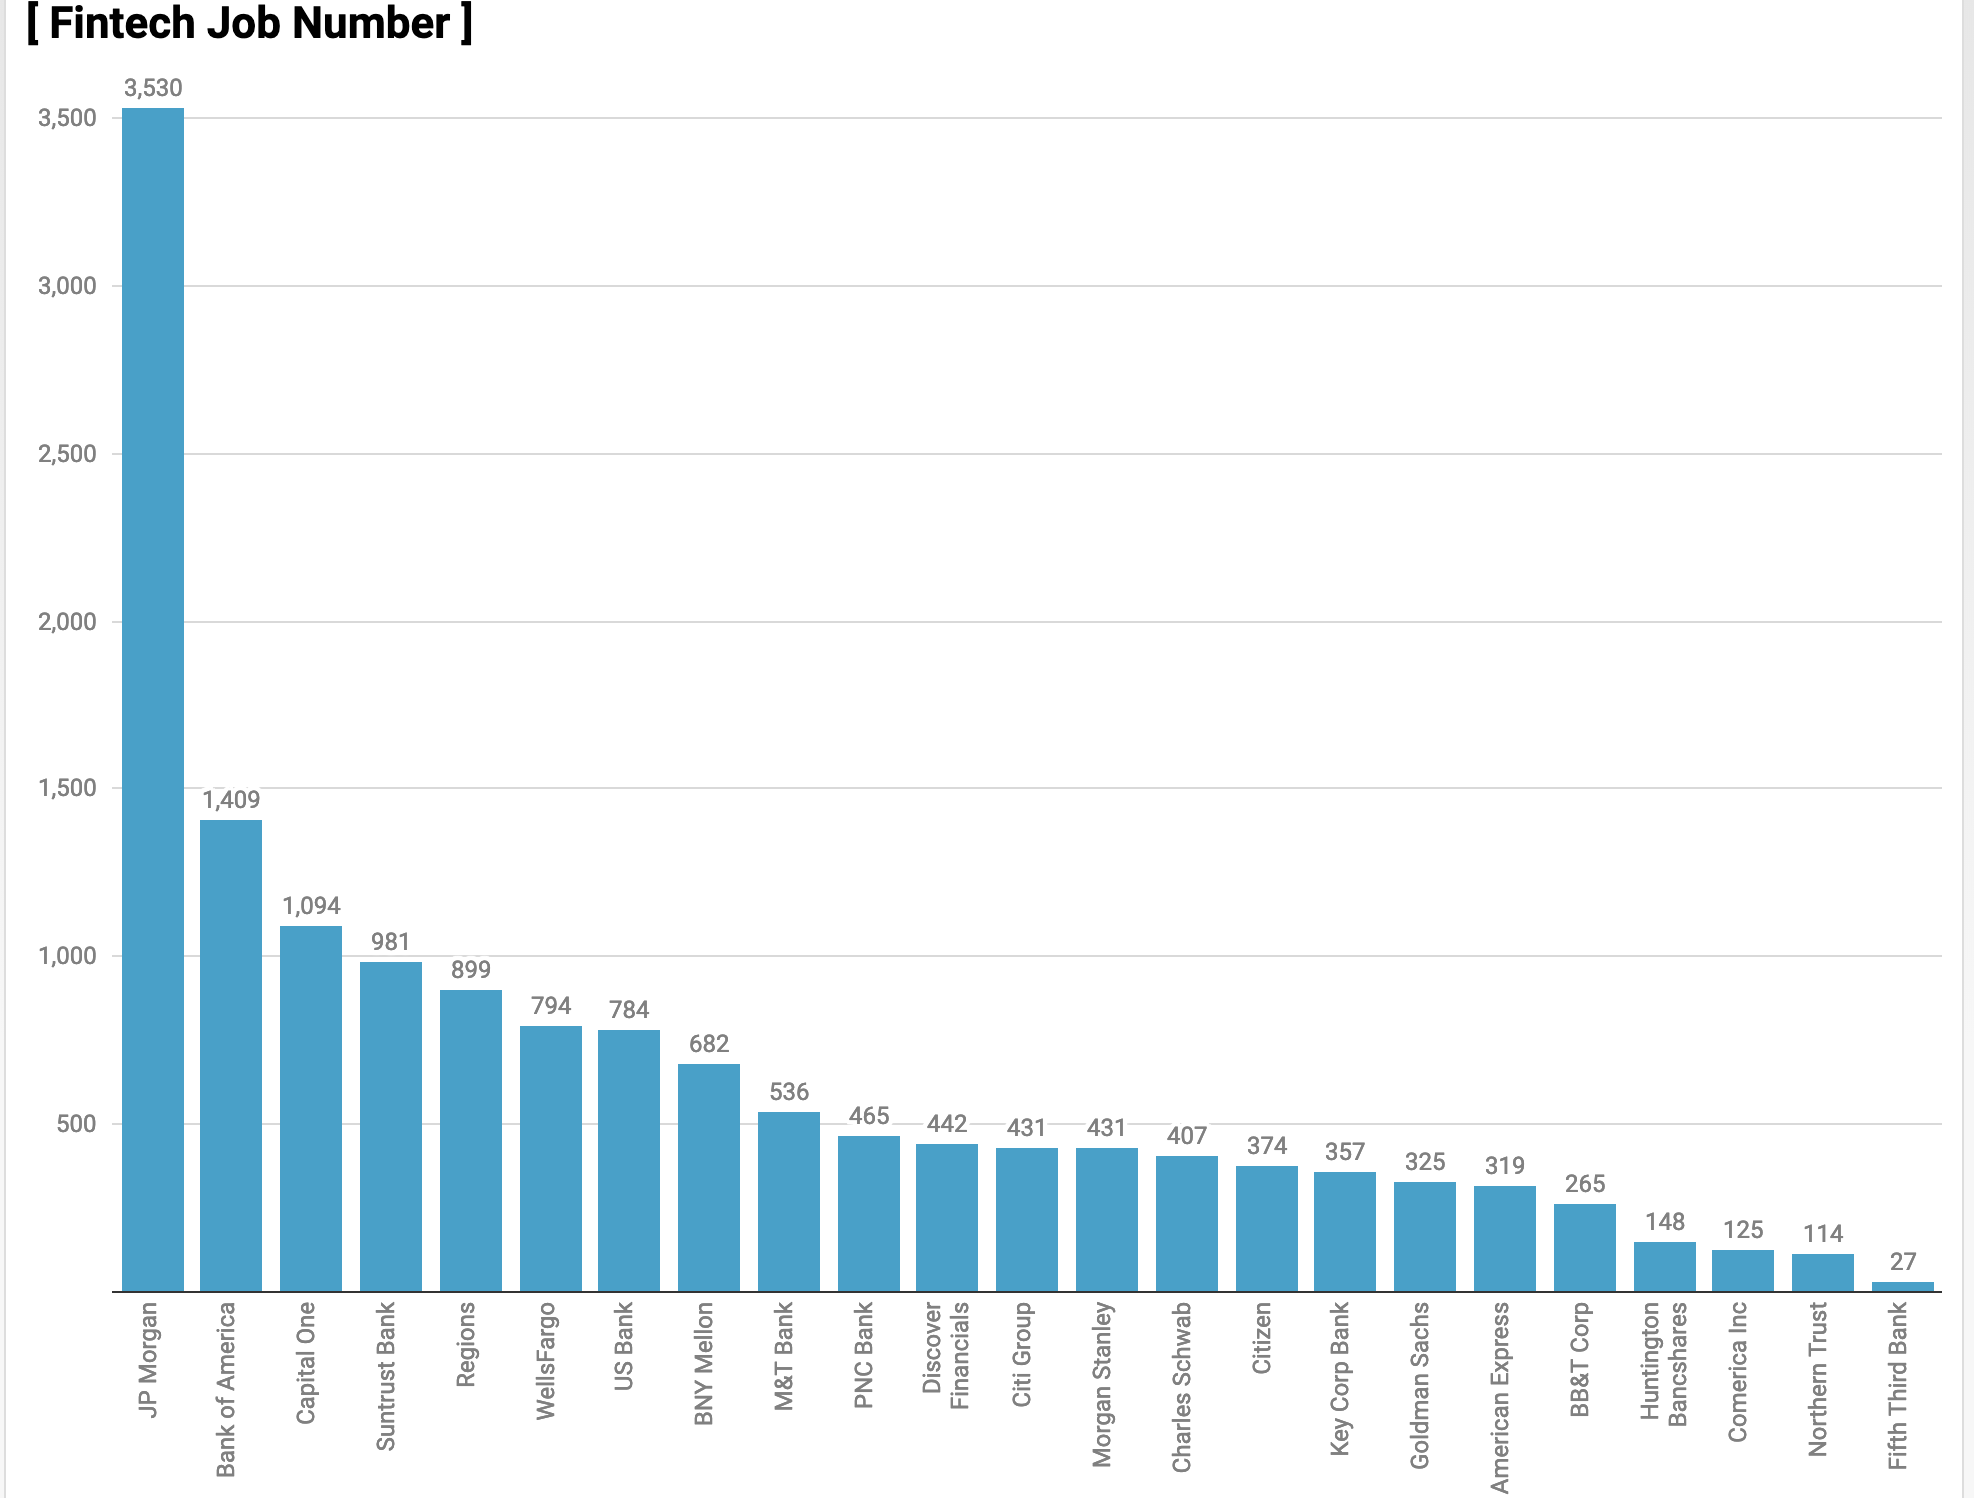 [ Fintech Job Number ]
3,530
3,500
3,000
2,500
2,000
1,500
1,409
1,094
1,000
981
899
794
784
682
536
500
465
442
431
431
407
374
357
325
319
265
148
125
114
27
JP Morgan
Bank of America
Capital One
Suntrust Bank
Regions
WellsFargo
US Bank
BNY Mellon
M&T Bank
PNC Bank
Discover
Financials
Citi Group
Morgan Stanley
Charles Schwab
Citizen
Key Corp Bank
Goldman Sachs
American Express
BB&T Corp
Huntington
Bancshares
Comerica Inc
Northern Trust
Fifth Third Bank